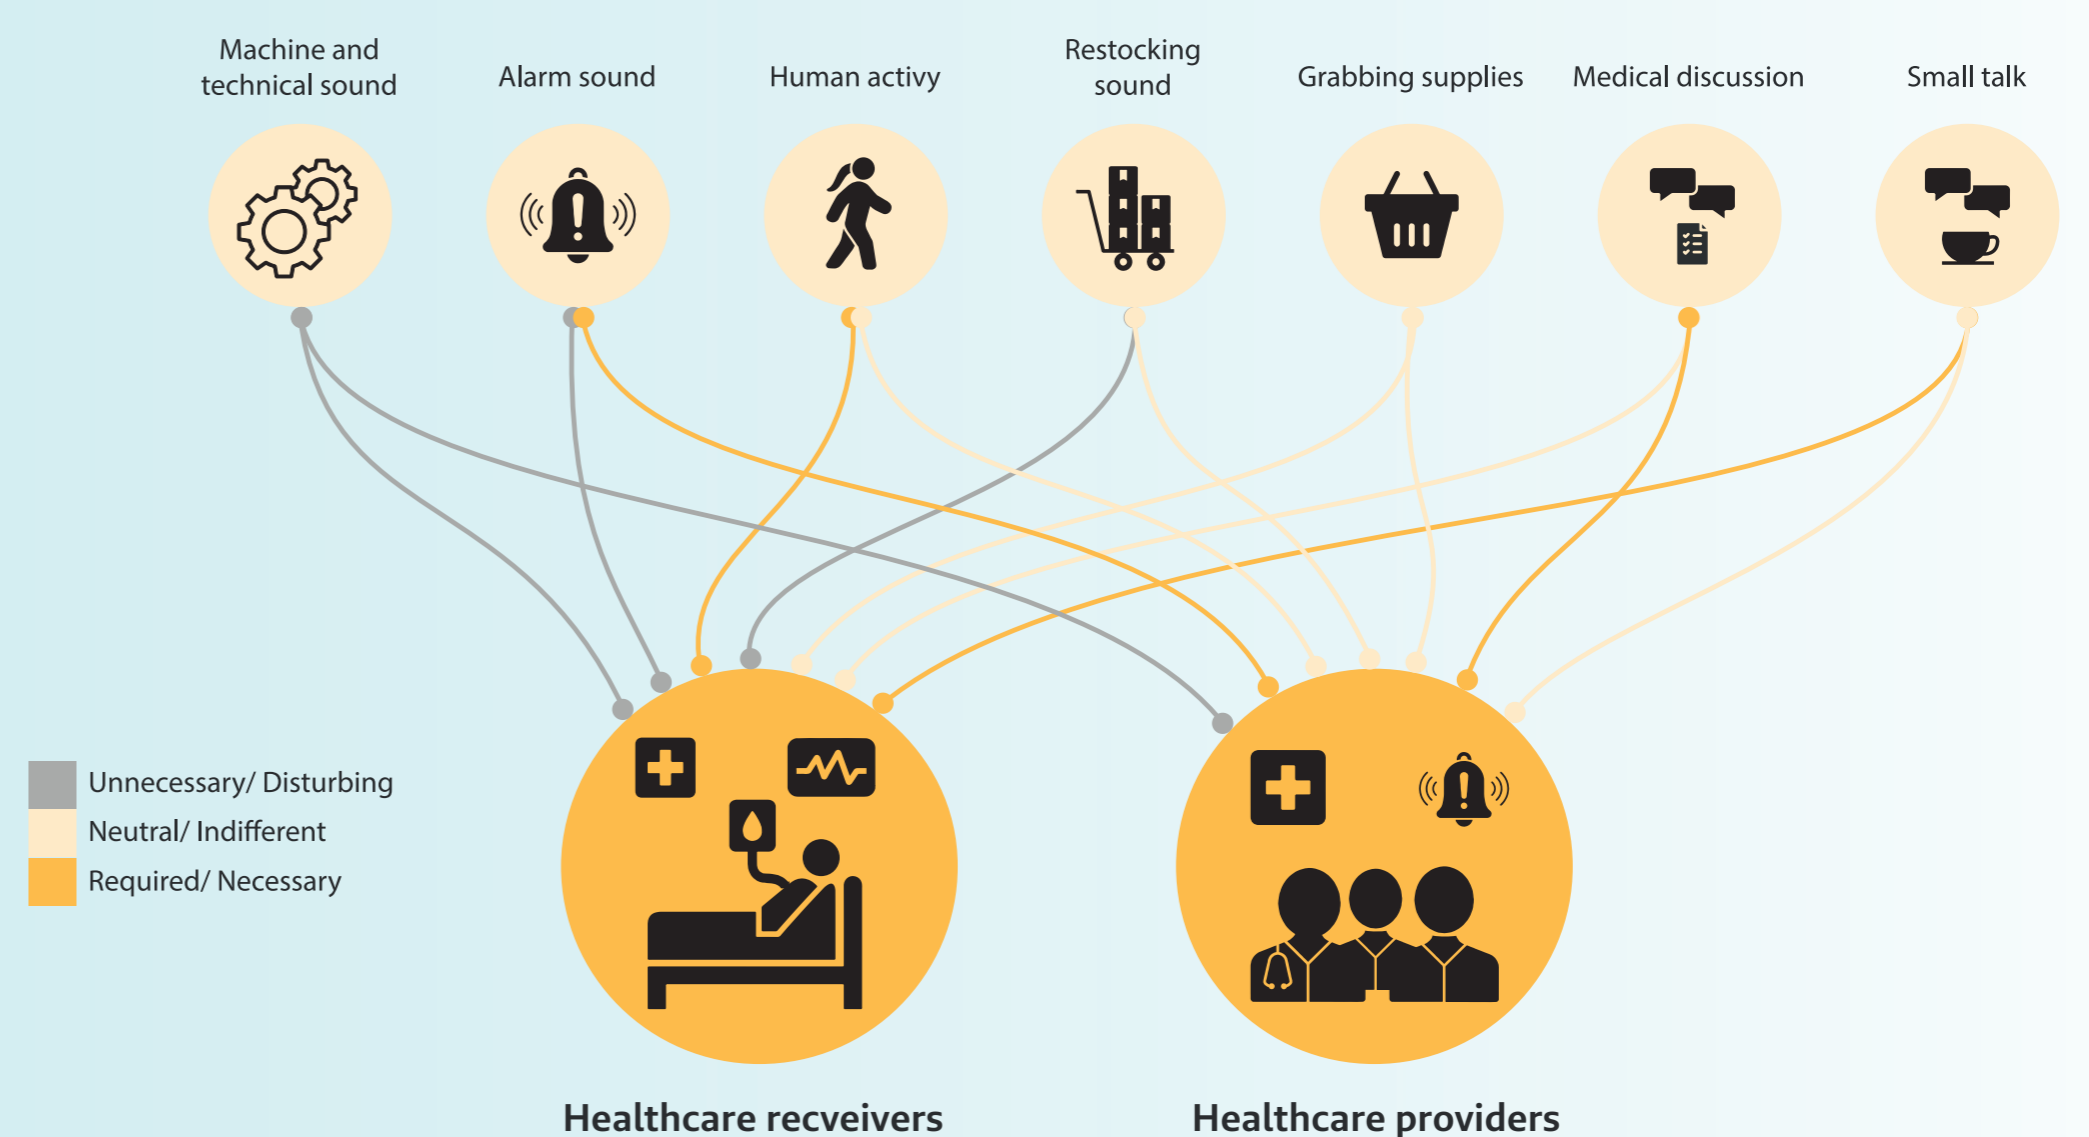 Machine and
technical sound
Alarm sound
Human activy
Restocking
sound
Grabbing supplies
Medical discussion
Small talk
Unnecessary/ Disturbing
Neutral/ Indifferent
Required/ Necessary
Healthcare recveivers
Healthcare providers